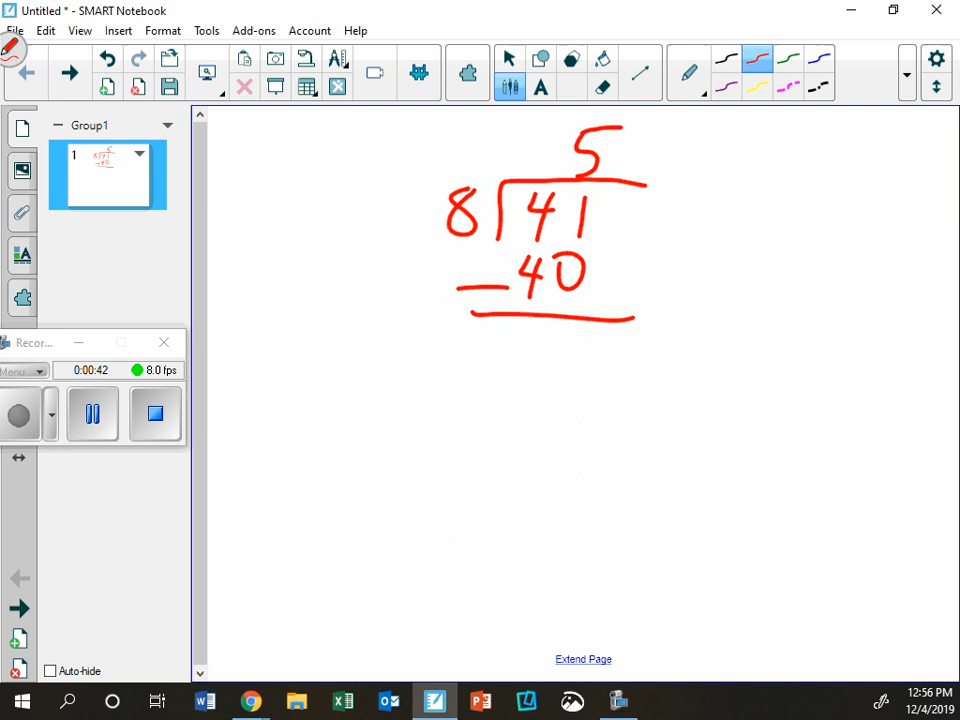 Untitled * - SMART Notebook
File Edit View Insert Format Tools Add-ons Account Help
Group1
1
5
8 41
- 40
Recor...
Menu
0:00:42
8.0 fps
Auto-hide
Extend Page
12:56 PM
12/4/2019